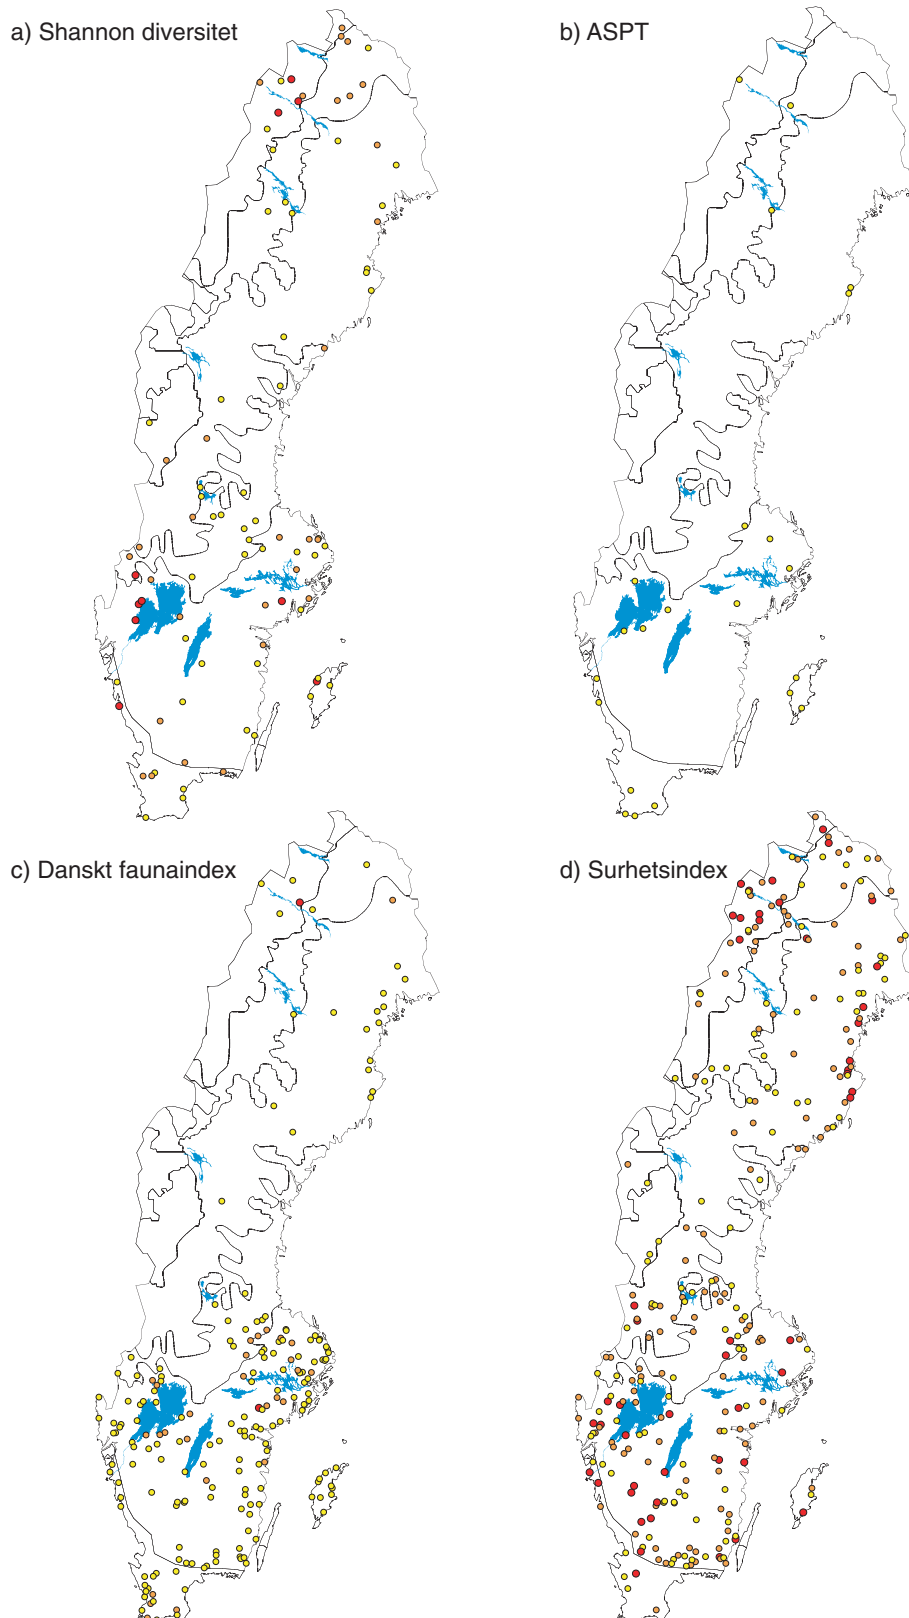 a) Shannon diversitet
b) ASPT
c) Danskt faunaindex
d) Surhetsindex